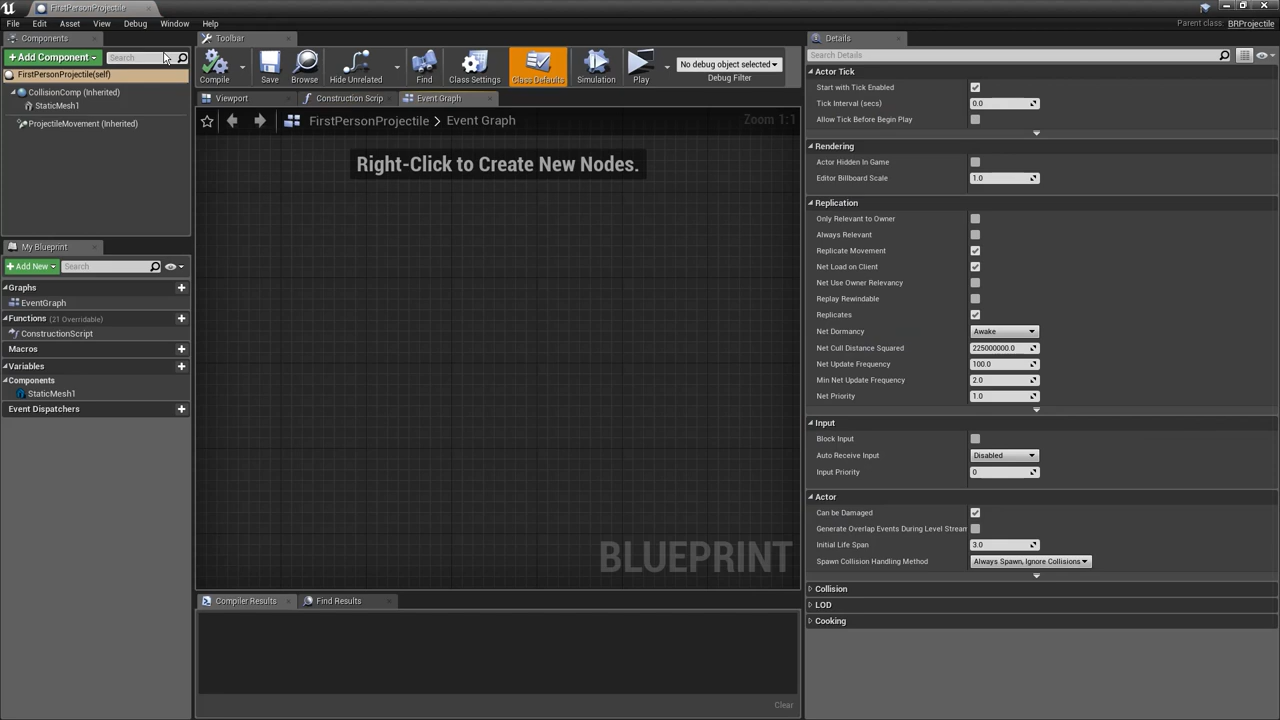 FirstPersonProjectile
File Edit Asset View Debug Window Help
Parent class: BRProjectile
Components
+Add Component
Search
FirstPersonProjectile(self)
CollisionComp (Inherited)
StaticMesh1
ProjectileMovement (Inherited)
My Blueprint
+Add New
Search
Graphs
EventGraph
Functions (21 Overridable)
ConstructionScript
Macros
Variables
Components
StaticMesh1
Event Dispatchers
Toolbar
Compile
Save
Browse
Hide Unrelated
Find
Class Settings
Class Defaults
Simulation
Play
No debug object selected
Debug Filter
Viewport
Construction Scrip
Event Graph
FirstPersonProjectile > Event Graph
Zoom 1:1
Right-Click to Create New Nodes.
BLUEPRINT
Compiler Results
Find Results
Clear
Details
Search Details
Actor Tick
Start with Tick Enabled
Tick Interval (secs) 0.0
Allow Tick Before Begin Play
Rendering
Actor Hidden In Game
Editor Billboard Scale 1.0
Replication
Only Relevant to Owner
Always Relevant
Replicate Movement
Net Load on Client
Net Use Owner Relevancy
Replay Rewindable
Replicates
Net Dormancy Awake
Net Cull Distance Squared 225000000.0
Net Update Frequency 100.0
Min Net Update Frequency 2.0
Net Priority 1.0
Input
Block Input
Auto Receive Input Disabled
Input Priority 0
Actor
Can be Damaged
Generate Overlap Events During Level Stream
Initial Life Span 3.0
Spawn Collision Handling Method Always Spawn, Ignore Collisions
Collision
LOD
Cooking